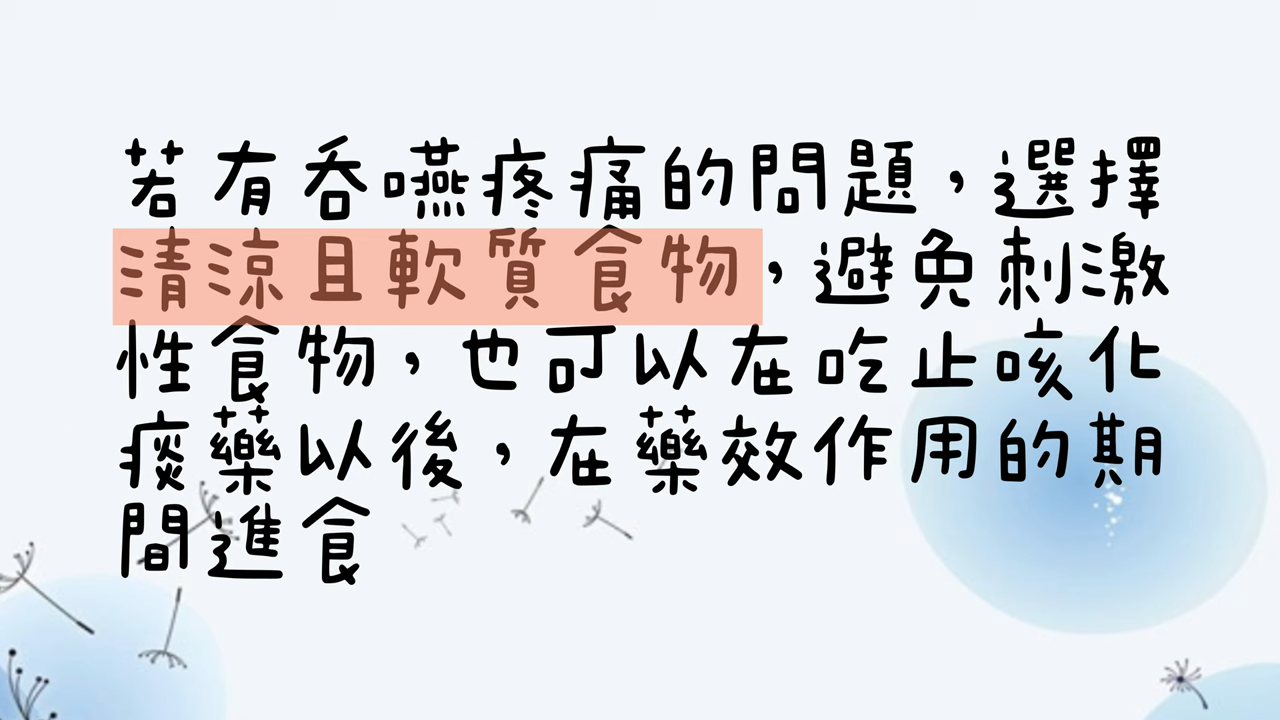 若有吞嚥疼痛的問題，選擇
清涼且軟質食物，避免刺激
性食物，也可以在吃止咳化
痰藥以後，在藥效作用的期
間進食